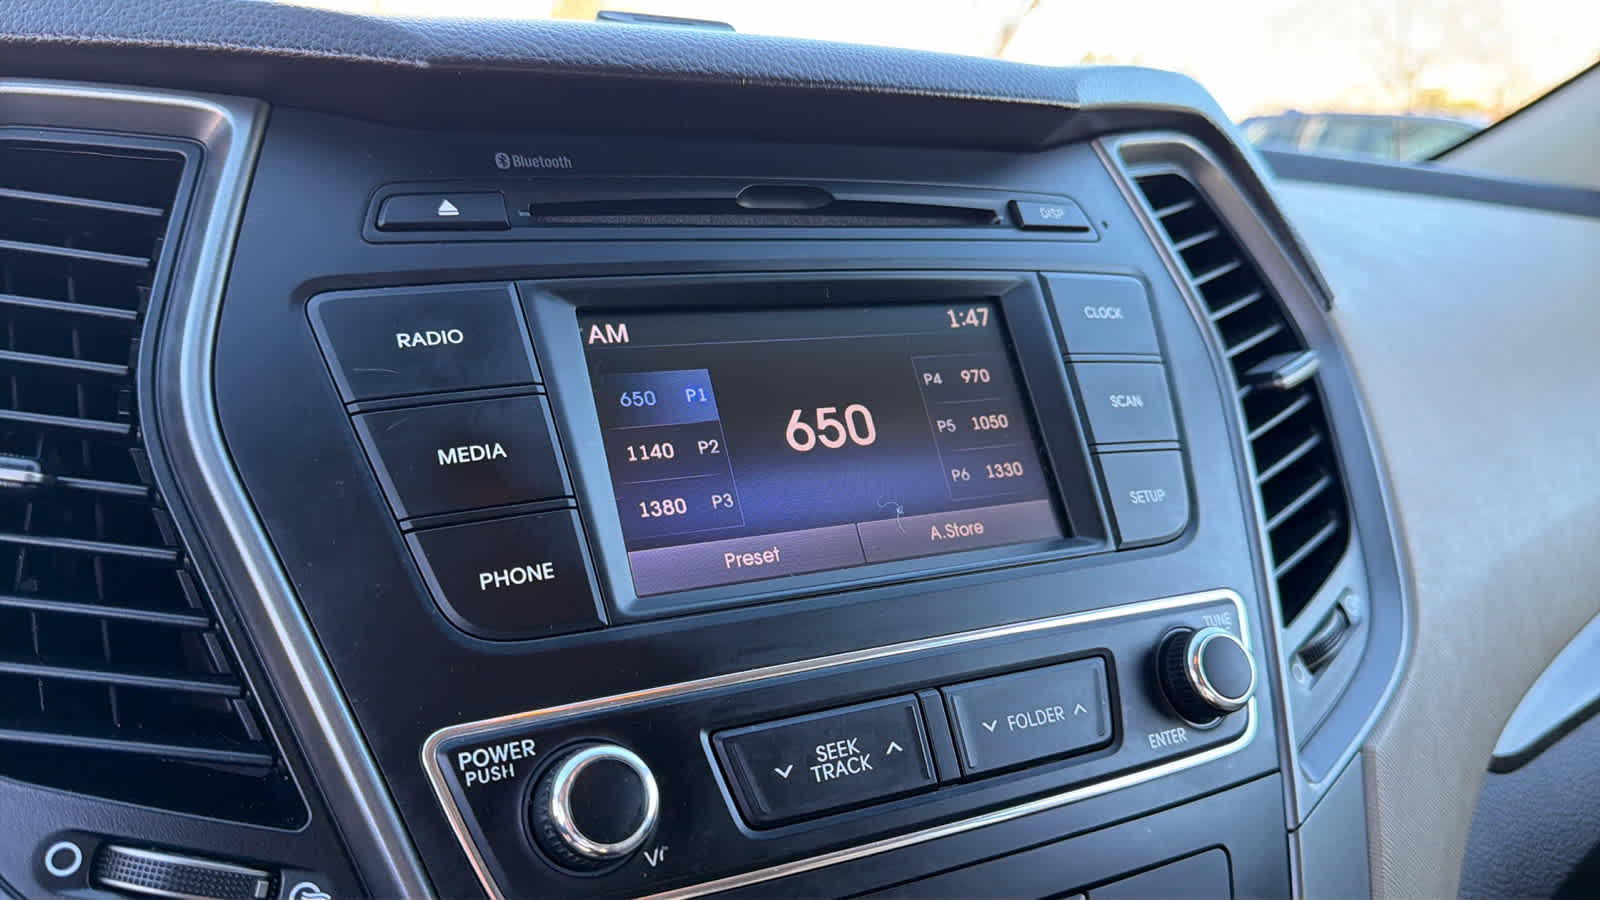 Bluetooth
DISP
RADIO
MEDIA
PHONE
AM
1:47
650 P1
1140 P2
1380 P3
650
P4 970
P5 1050
P6 1330
Preset
A.Store
CLOCK
SCAN
SETUP
POWER
PUSH
SEEK
TRACK
FOLDER
TUNE
ENTER